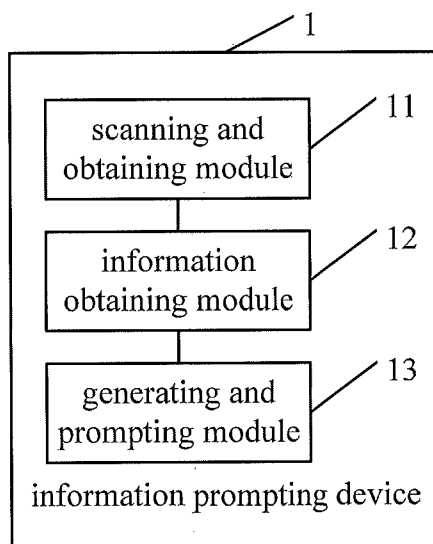 1
scanning and
obtaining module
11
information
obtaining module
12
generating and
prompting module
13
information prompting device